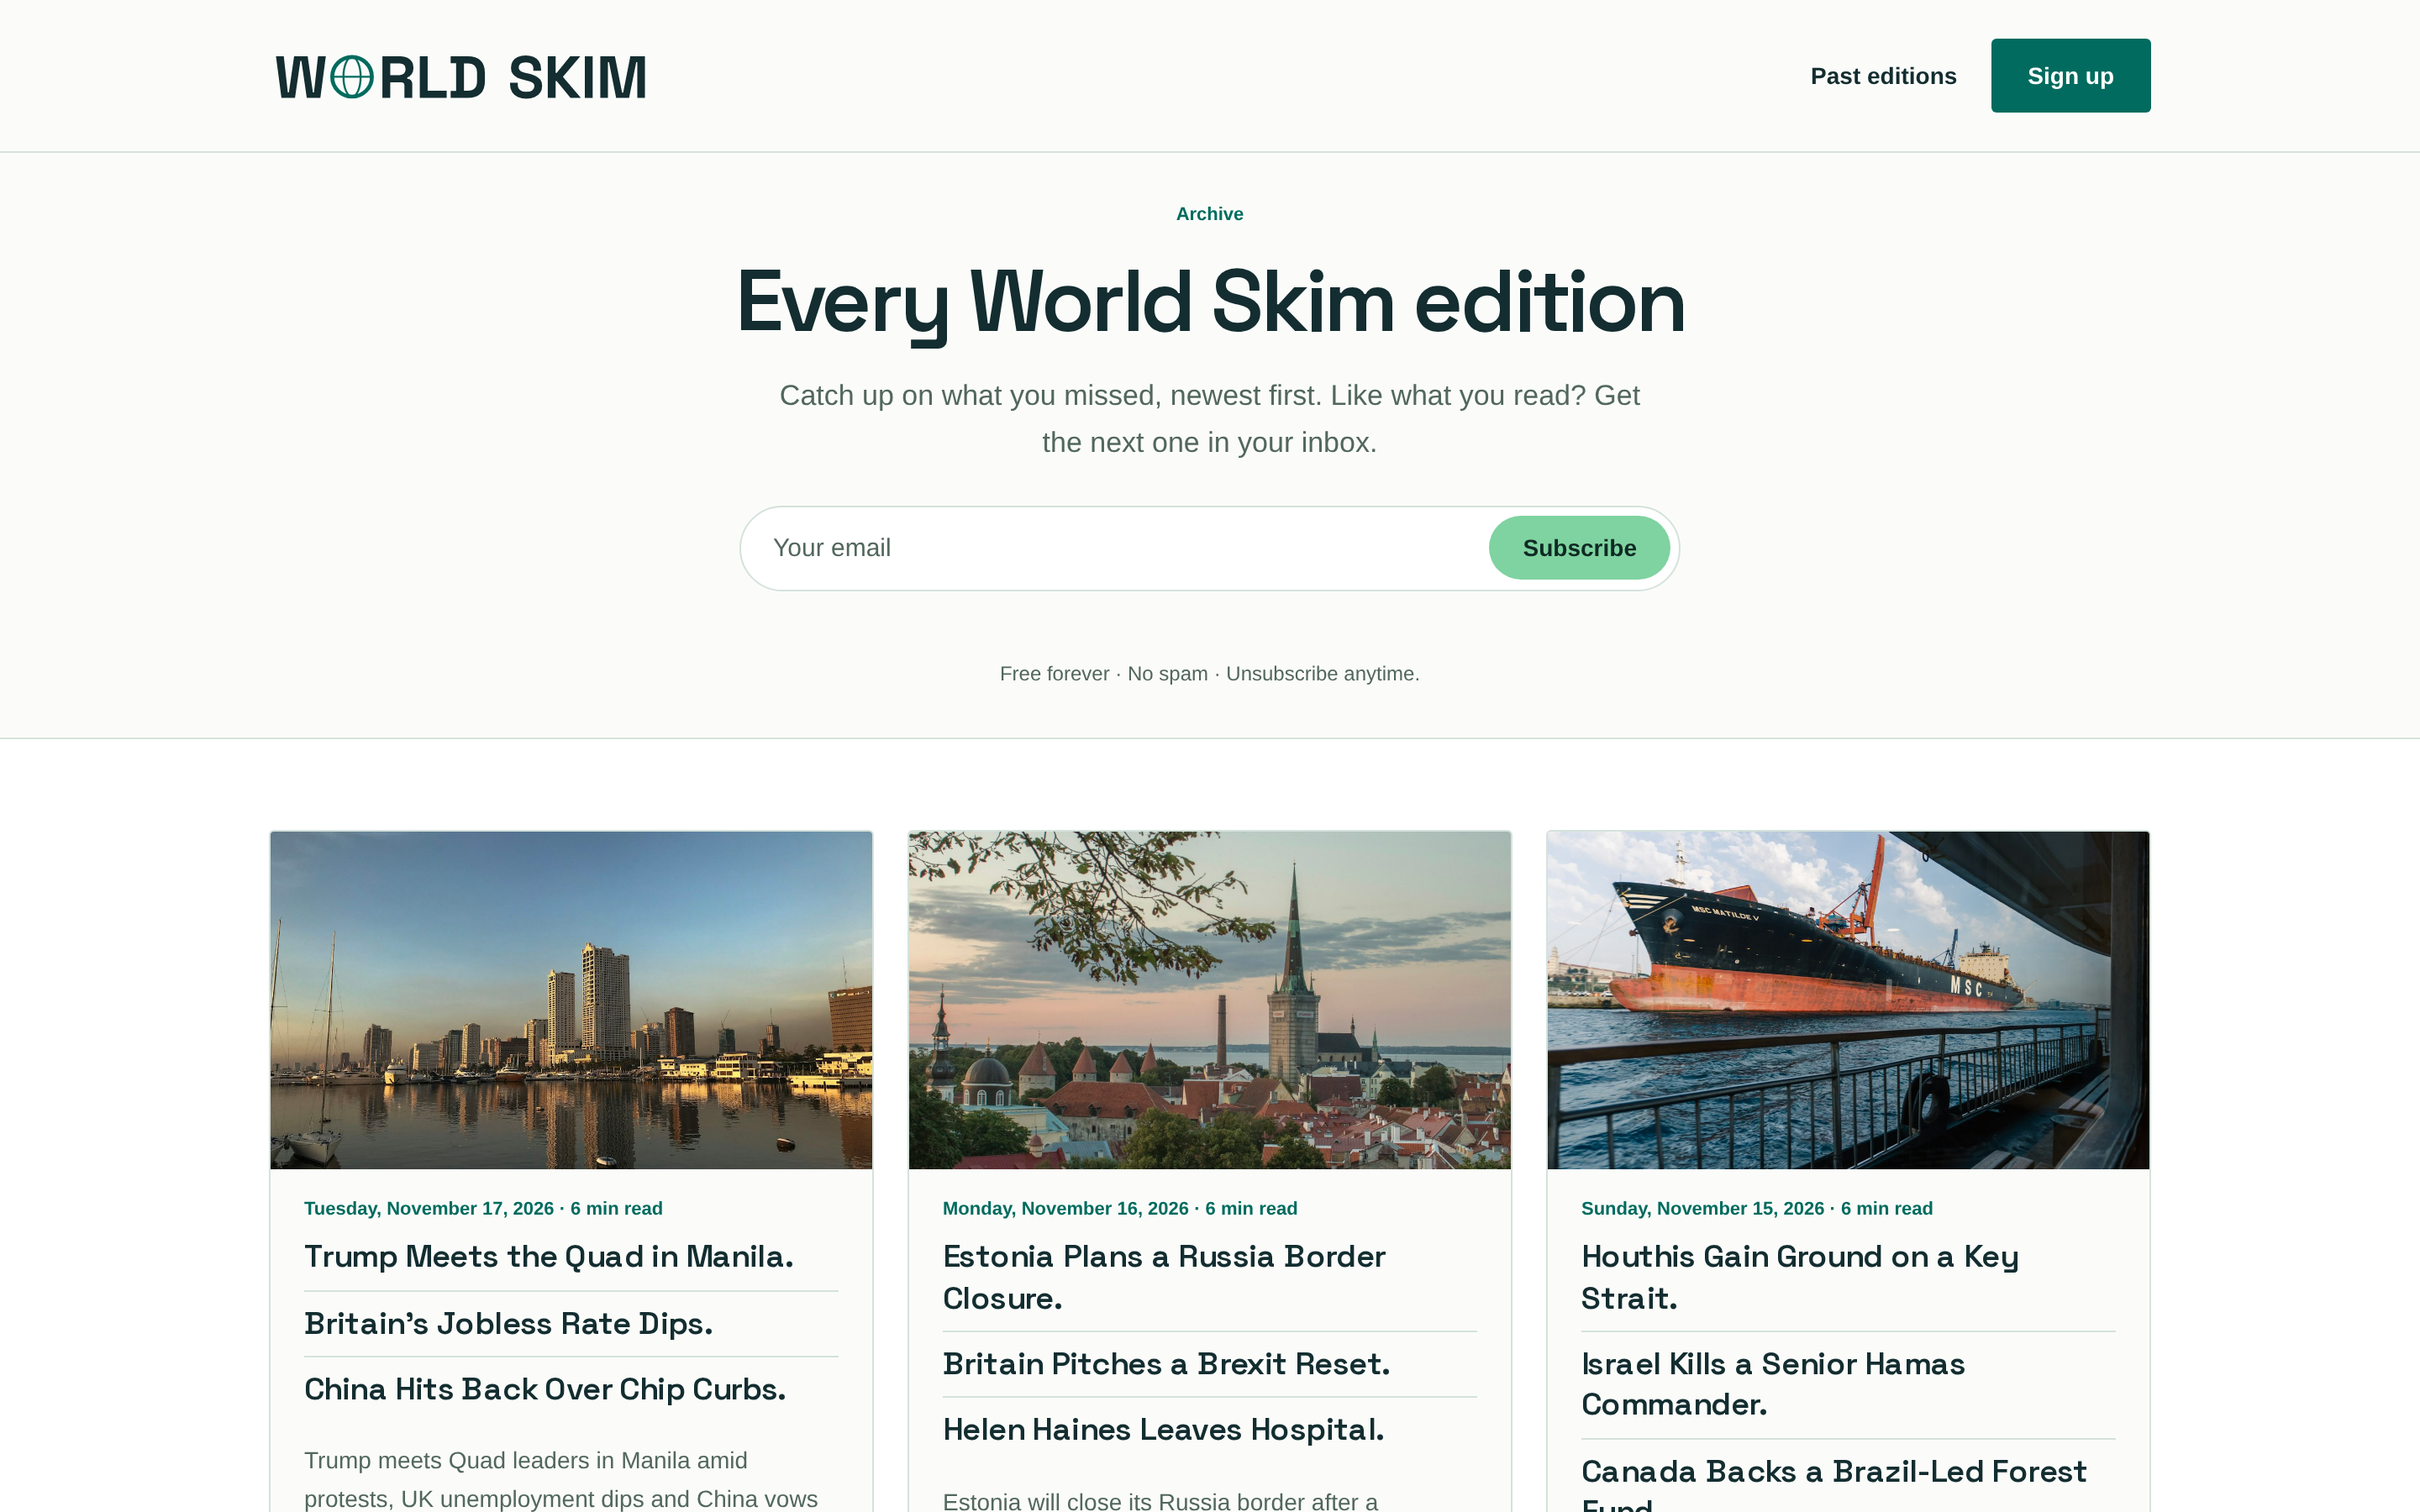 WORLD SKIM
Past editions
Sign up
Archive
Every World Skim edition
Catch up on what you missed, newest first. Like what you read? Get
the next one in your inbox.
Your email
Subscribe
Free forever · No spam · Unsubscribe anytime.
MSC MATILDE V
MSC
Tuesday, November 17, 2026 · 6 min read
Trump Meets the Quad in Manila.
Britain’s Jobless Rate Dips.
China Hits Back Over Chip Curbs.
Trump meets Quad leaders in Manila amid
protests, UK unemployment dips and China vows
Monday, November 16, 2026 · 6 min read
Estonia Plans a Russia Border
Closure.
Britain Pitches a Brexit Reset.
Helen Haines Leaves Hospital.
Estonia will close its Russia border after a
Sunday, November 15, 2026 · 6 min read
Houthis Gain Ground on a Key
Strait.
Israel Kills a Senior Hamas
Commander.
Canada Backs a Brazil-Led Forest
Fund.